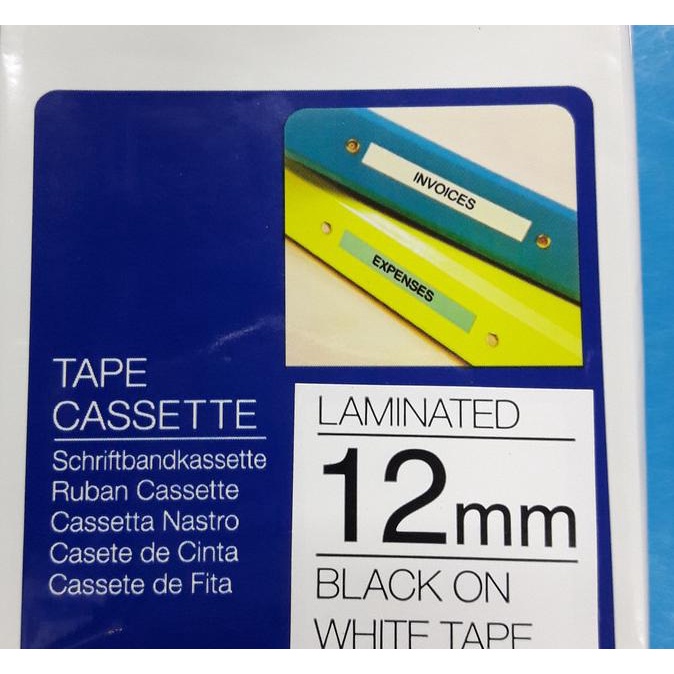 INVOICES
EXPENSES
TAPE
CASSETTE
Schriftbandkassette
Ruban Cassette
Cassetta Nastro
Casete de Cinta
Cassete de Fita
LAMINATED
12mm
BLACK ON
WHITE TAPE